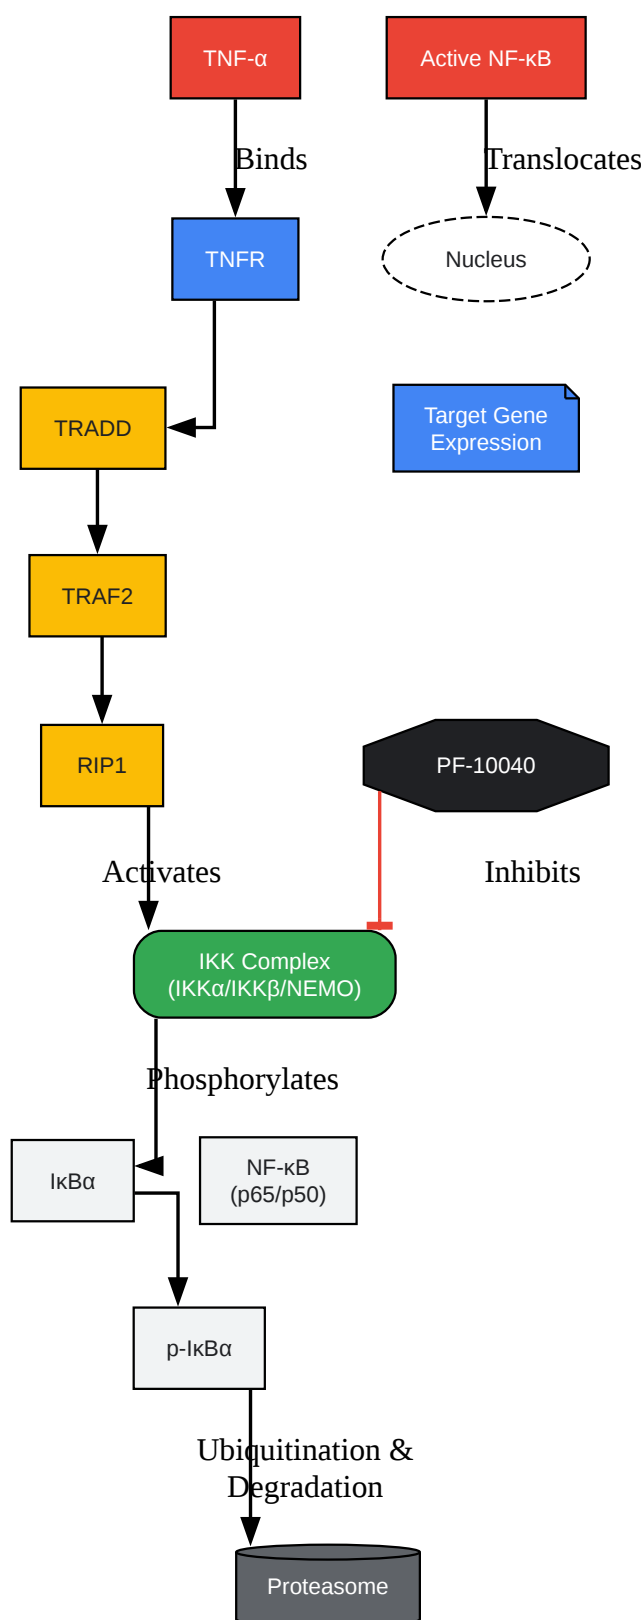 TNF-α
Active NF-κB
Binds
Translocates
TNFR
Nucleus
TRADD
Target Gene
Expression
TRAF2
RIP1
PF-10040
Activates
Inhibits
IKK Complex
(IKKα/IKKβ/NEMO)
Phosphorylates
IκBα
NF-κB
(p65/p50)
p-IκBα
Ubiquitination &
Degradation
Proteasome